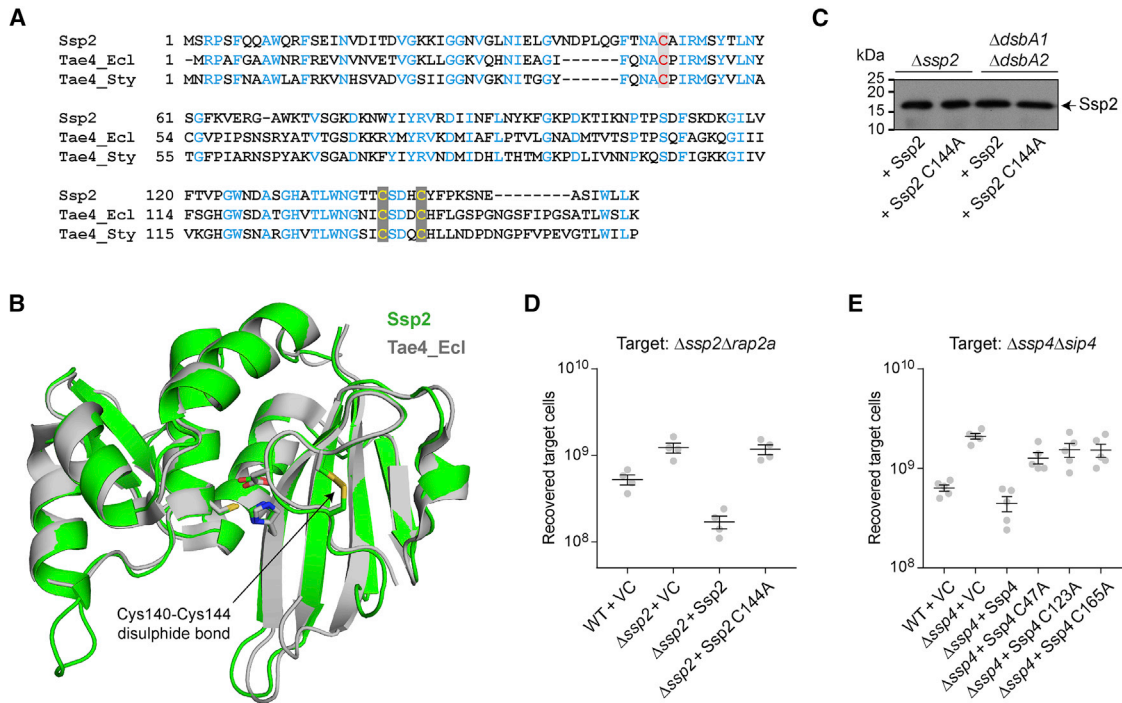 A
Ssp2 1 MSRPSFQQAWQRFSEINVDITDVGKKIGGNVGLNIELGVNDPLQGFTNACAIRMSYTLNY
Tae4_Ecl 1 -MRPAFGAAWNRFREVNVNVETVGKLLGGKVQHNIEAGI------FQNACPIRMSYVLNY
Tae4_Sty 1 MNRPSFNAAWLAFRKVNHSVADVGSIIGGNVGKNITGGY------FQNACPIRMSYVLNA
Ssp2 61 SGFKVERG-AWKTVSGKDKNWYIYRVRDIINFLNYKFGKPDKTIKNPTPSDFSKDKGILV
Tae4_Ecl 54 CGVPIPSNSRYATVTGSDKKRYMYRVKDMIAFLPTVLGNADMTVTSPTPQSFAGKQGIII
Tae4_Sty 55 TGFPIARNSPYAKVSGADNKFYIYRVNDMIDHLTHTMGKPDLIVNNPKQSDFIGKKGIIV
Ssp2 120 FTVPGWNDASGHATLWNGTTCSDHCYFPKSNE---------ASIWLLK
Tae4_Ecl 114 FSGHGWSDATGHVTLWNGNICSDDCHFLGSPGNGSFIPGSATLWSLK
Tae4_Sty 115 VKGHGWSNARGHVTLWNGSICSDQCHLLNDPDNGPFVPEVGTLWILP
B
Ssp2
Tae4_Ecl
Cys140-Cys144
disulphide bond
C
kDa
Δssp2
ΔdsbA1
ΔdsbA2
25
20
15
10
Ssp2
+ Ssp2
+ Ssp2 C144A
+ Ssp2
+ Ssp2 C144A
D
Target: Δssp2Δrap2a
Recovered target cells
10^10
10^9
10^8
WT + VC
Δssp2 + VC
Δssp2 + Ssp2
Δssp2 + Ssp2 C144A
E
Target: Δssp4Δsip4
Recovered target cells
10^10
10^9
10^8
WT + VC
Δssp4 + VC
Δssp4 + Ssp4
Δssp4 + Ssp4 C47A
Δssp4 + Ssp4 C123A
Δssp4 + Ssp4 C165A